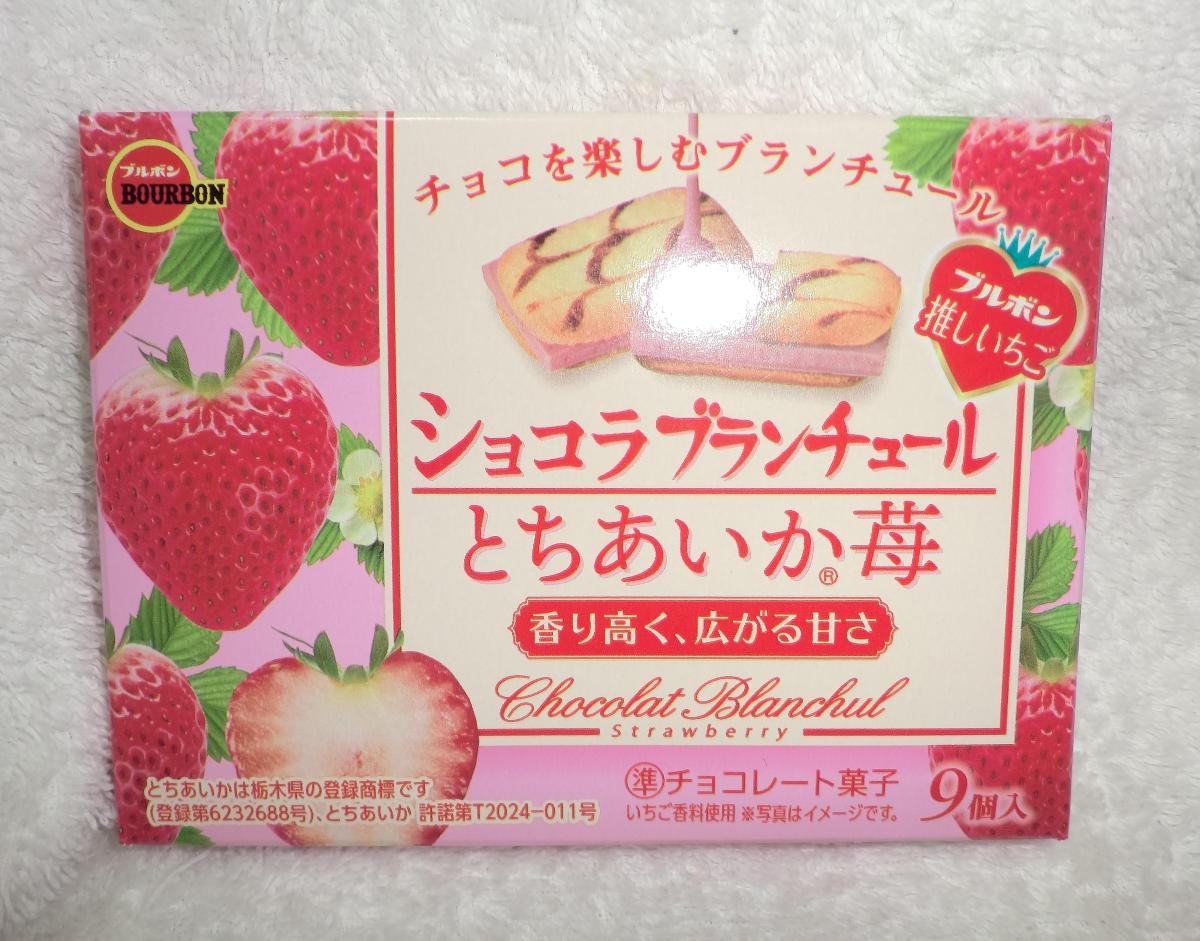 ブルボン
BOURBON
チョコを楽しむブランチュール
ブルボン
推しいちご
ショコラブランチュール
とちあいか®苺
香り高く、広がる甘さ
Chocolat Blanchul
Strawberry
とちあいかは栃木県の登録商標です
(登録第6232688号)、とちあいか 許諾第T2024-011号
準チョコレート菓子
いちご香料使用 ※写真はイメージです。
9個入